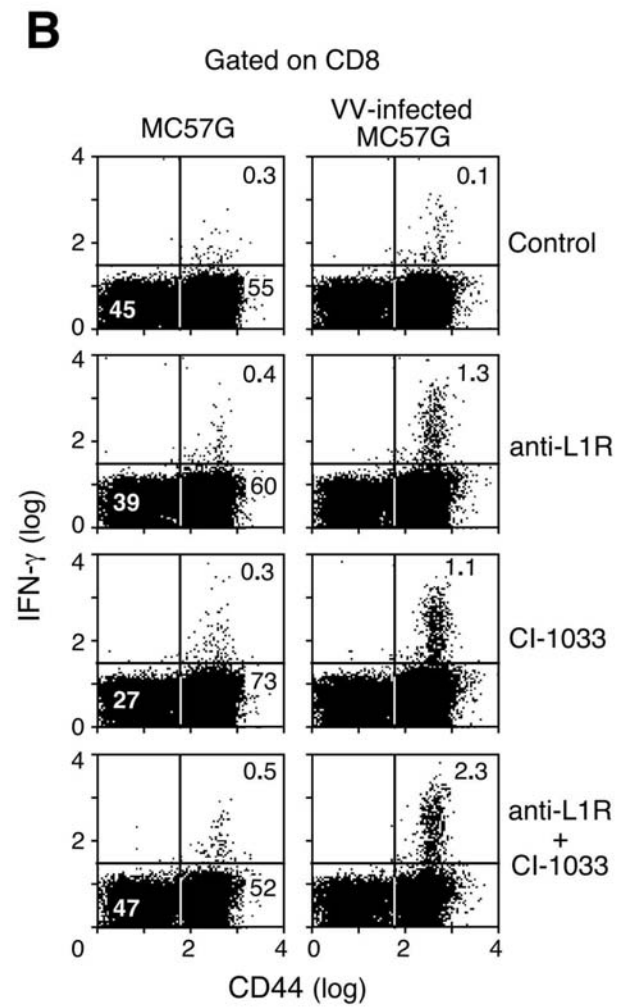 B
Gated on CD8
MC57G
VV-infected
MC57G
4
0.3
0.1
2
Control
55
45
0
4
0.4
1.3
2
anti-L1R
60
39
0
4
0.3
1.1
2
CI-1033
73
27
0
4
0.5
2.3
2
anti-L1R
+
CI-1033
52
47
0 2 4 0 2 4
IFN-γ (log)
CD44 (log)